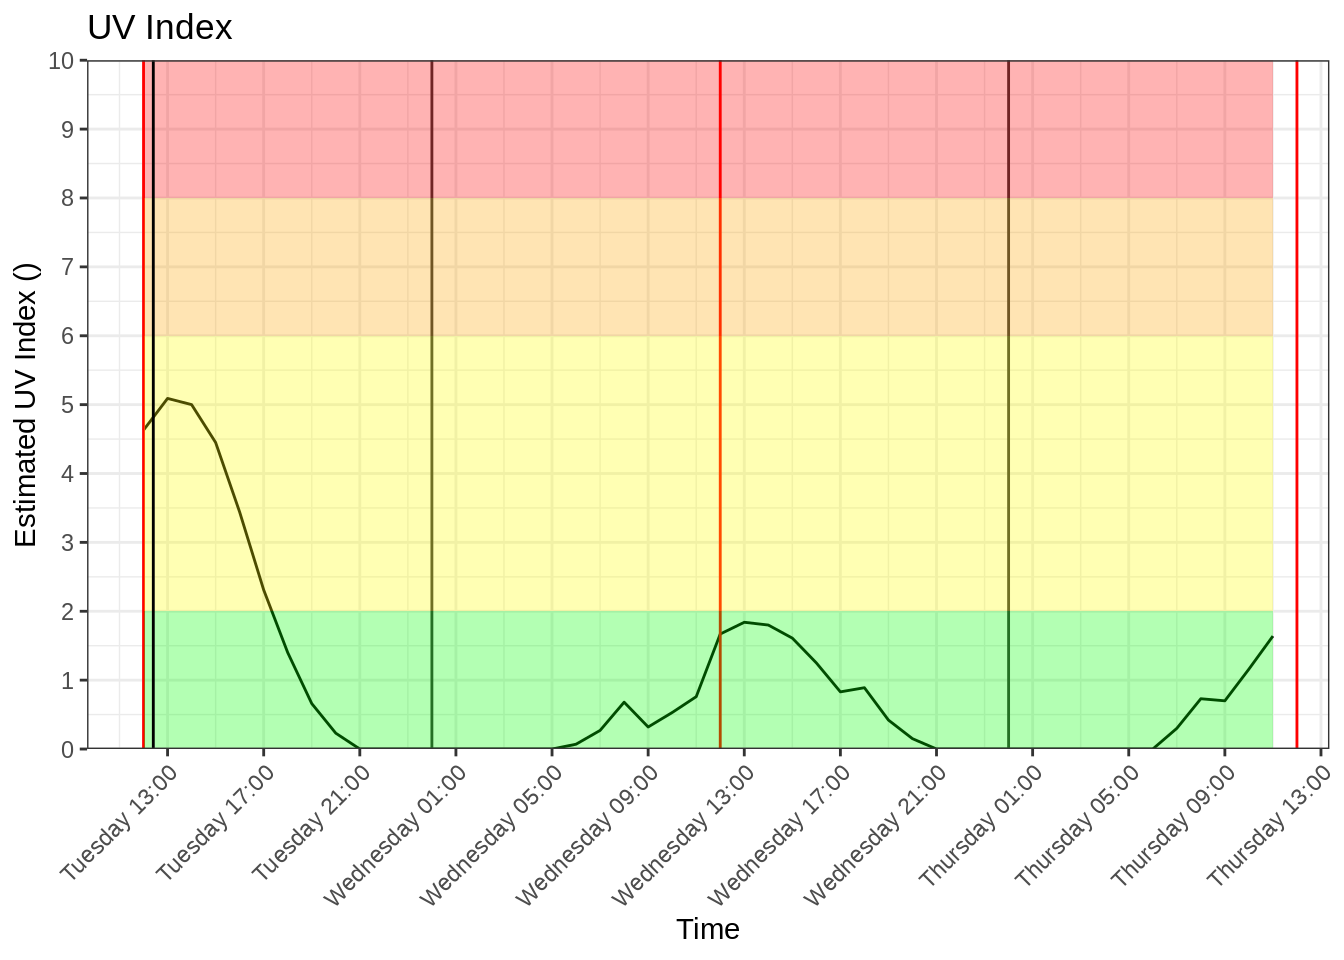 UV Index
Estimated UV Index ()
10
9
8
7
6
5
4
3
2
1
0
Tuesday 13:00
Tuesday 17:00
Tuesday 21:00
Wednesday 01:00
Wednesday 05:00
Wednesday 09:00
Wednesday 13:00
Wednesday 17:00
Wednesday 21:00
Thursday 01:00
Thursday 05:00
Thursday 09:00
Thursday 13:00
Time